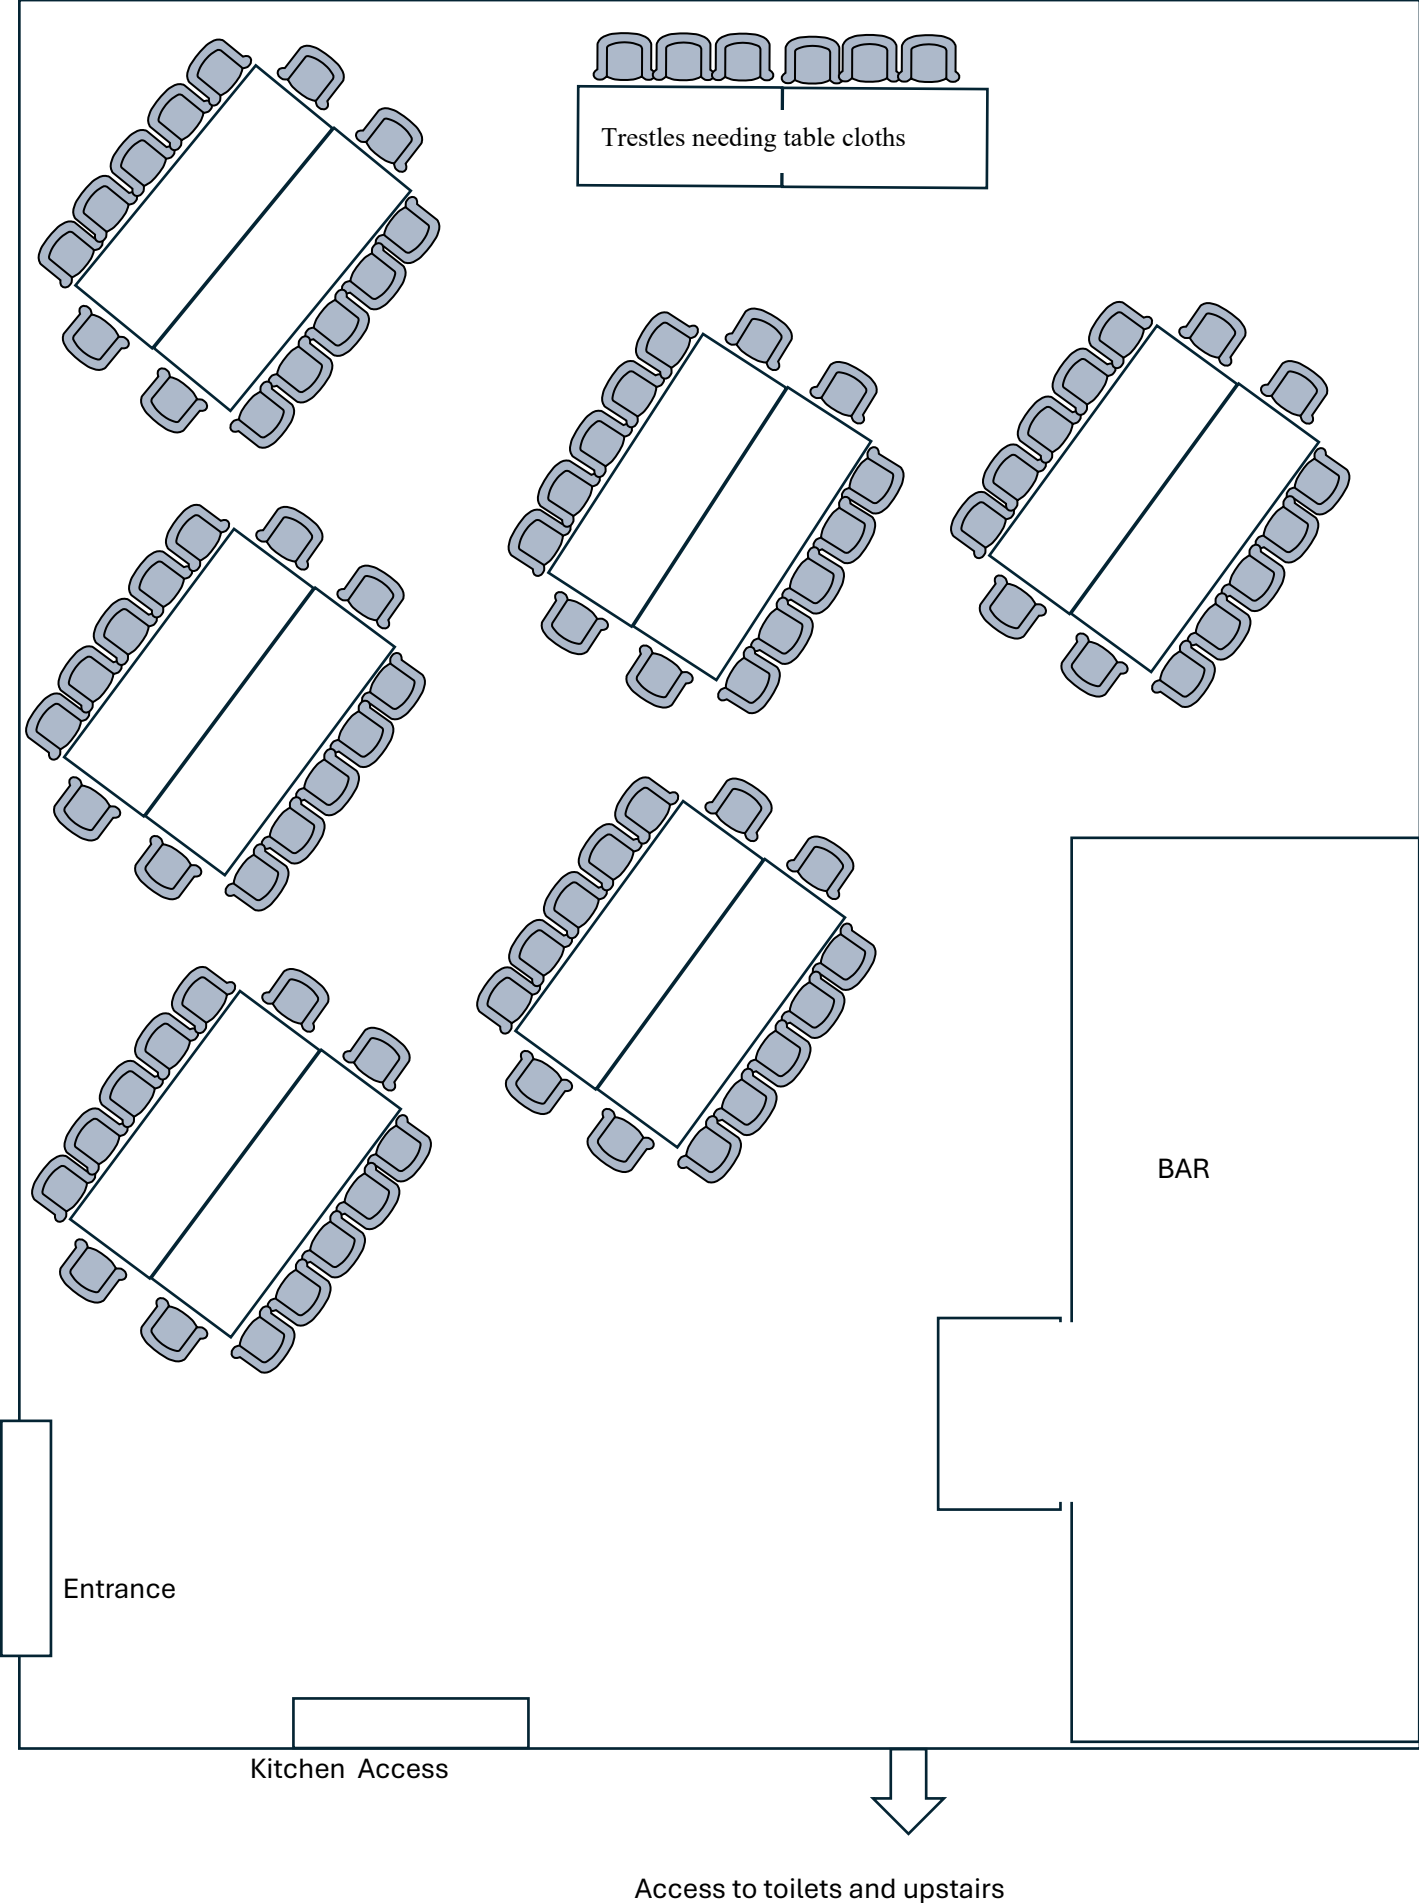 Trestles needing table cloths
BAR
Entrance
Kitchen  Access
Access to toilets and upstairs